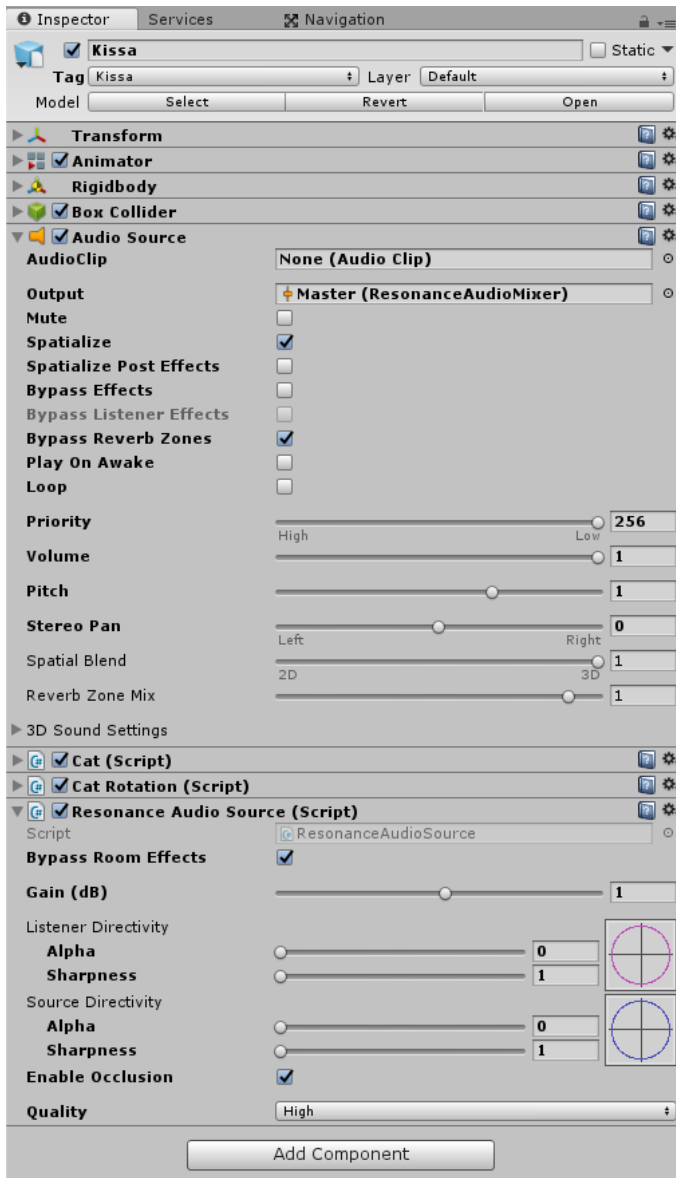 Inspector Services Navigation
Kissa Static
Tag Kissa Layer Default
Model Select Revert Open
Transform
Animator
Rigidbody
Box Collider
Audio Source
AudioClip None (Audio Clip)
Output Master (ResonanceAudioMixer)
Mute
Spatialize
Spatialize Post Effects
Bypass Effects
Bypass Listener Effects
Bypass Reverb Zones
Play On Awake
Loop
Priority 256
High Low
Volume 1
Pitch 1
Stereo Pan 0
Left Right
Spatial Blend 1
2D 3D
Reverb Zone Mix 1
3D Sound Settings
Cat (Script)
Cat Rotation (Script)
Resonance Audio Source (Script)
Script ResonanceAudioSource
Bypass Room Effects
Gain (dB) 1
Listener Directivity
Alpha 0
Sharpness 1
Source Directivity
Alpha 0
Sharpness 1
Enable Occlusion
Quality High
Add Component